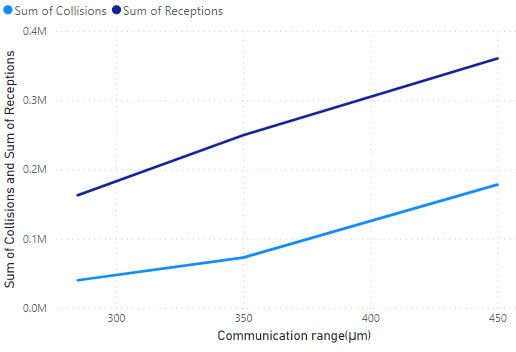 Sum of Collisions Sum of Receptions
Sum of Collisions and Sum of Receptions
0.4M
0.3M
0.2M
0.1M
0.0M
300 350 400 450
Communication range(µm)